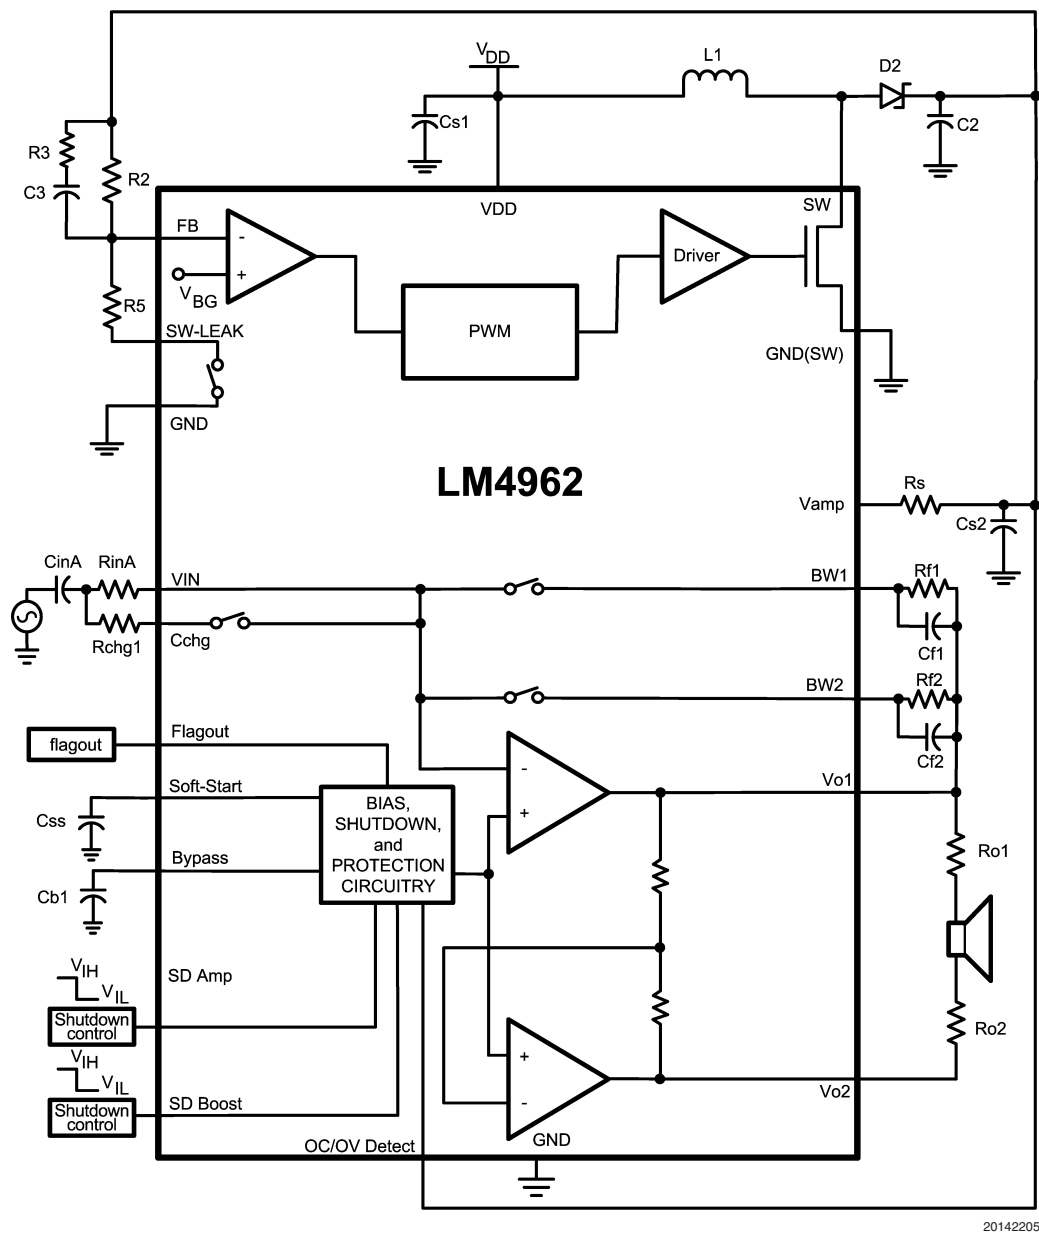 VDD
L1
D2
Cs1
C2
R3
R2
C3
VDD
SW
FB
-
Driver
+
VBG
R5
SW-LEAK
PWM
GND(SW)
GND
LM4962
Vamp
Rs
Cs2
CinA
RinA
VIN
BW1
Rf1
Rchg1
Cchg
Cf1
BW2
Rf2
Cf2
Flagout
flagout
-
Vo1
Soft-Start
BIAS,
SHUTDOWN,
and
PROTECTION
CIRCUITRY
+
Css
Bypass
Ro1
Cb1
VIH
SD Amp
VIL
Shutdown
control
Ro2
VIH
+
VIL
Vo2
SD Boost
-
Shutdown
control
OC/OV Detect
GND
20142205